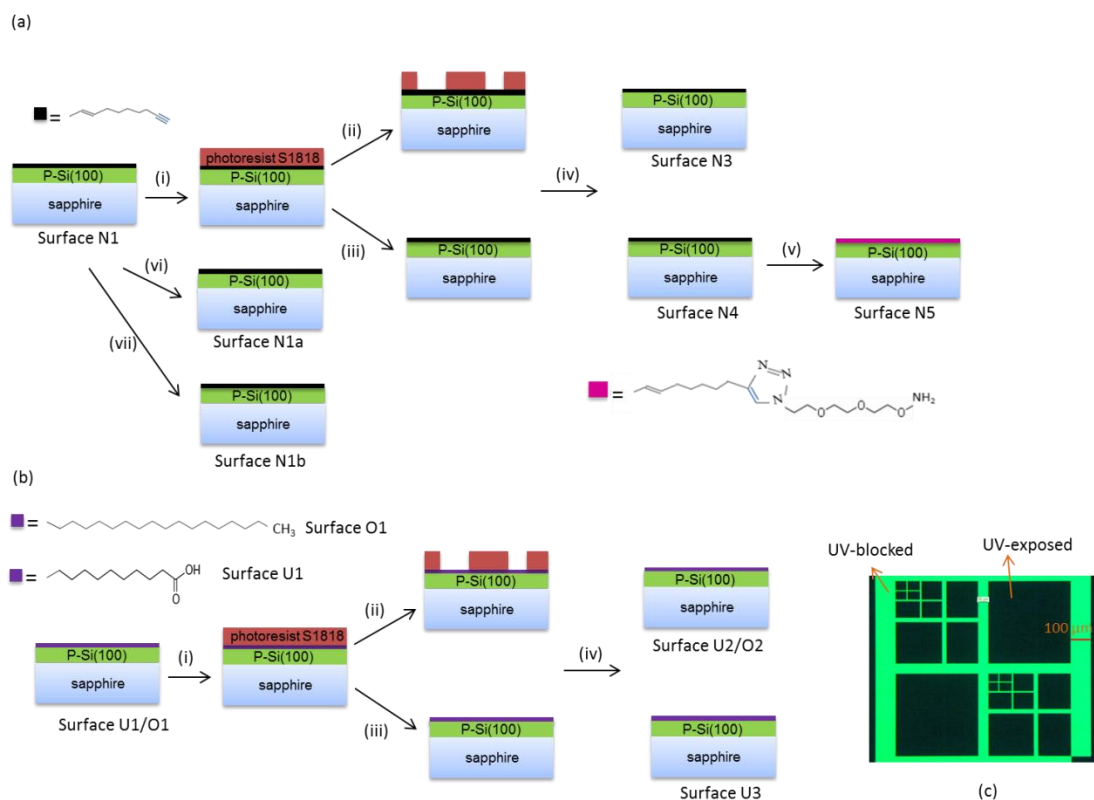 (a)
=
P-Si(100)
sapphire
Surface N1
(i)
photoresist S1818
P-Si(100)
sapphire
(ii)
P-Si(100)
sapphire
(iii)
P-Si(100)
sapphire
(iv)
P-Si(100)
sapphire
Surface N3
P-Si(100)
sapphire
Surface N4
(v)
P-Si(100)
sapphire
Surface N5
(vi)
P-Si(100)
sapphire
Surface N1a
(vii)
P-Si(100)
sapphire
Surface N1b
=
N
N
N
O
O
O
NH2
(b)
=
CH3
Surface O1
=
OH
O
Surface U1
P-Si(100)
sapphire
Surface U1/O1
(i)
photoresist S1818
P-Si(100)
sapphire
(ii)
P-Si(100)
sapphire
(iii)
P-Si(100)
sapphire
(iv)
P-Si(100)
sapphire
Surface U2/O2
P-Si(100)
sapphire
Surface U3
UV-blocked
UV-exposed
100 μm
(c)